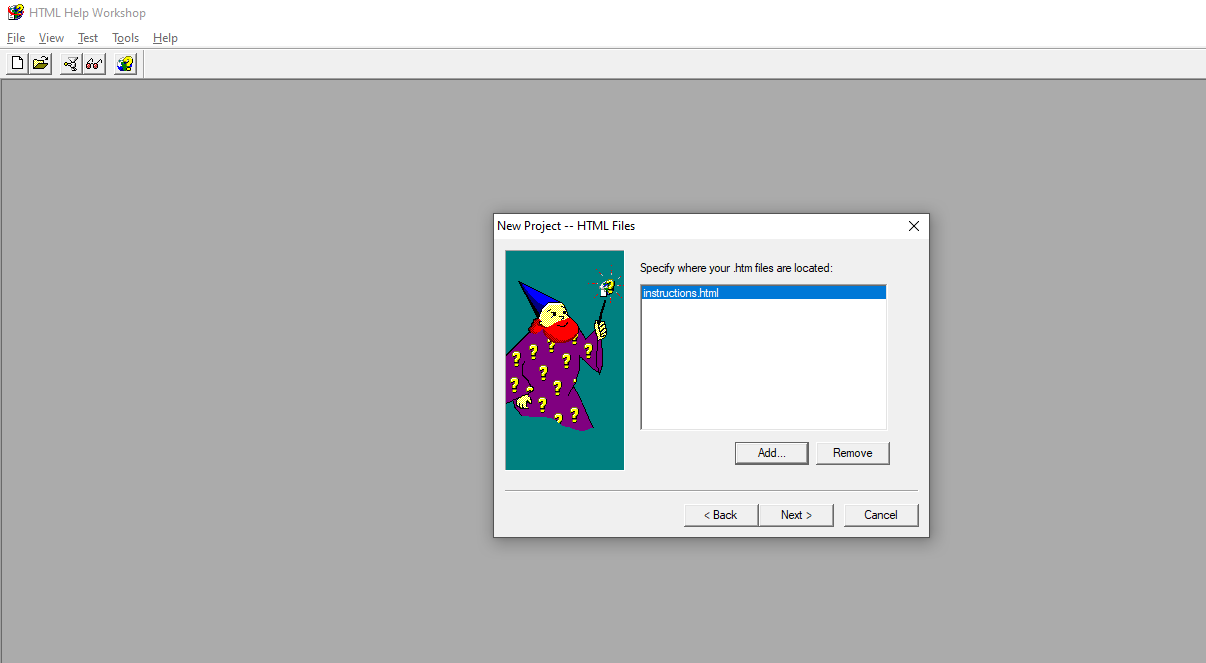 HTML Help Workshop
File View Test Tools Help
New Project -- HTML Files
Specify where your .htm files are located:
instructions.html
Add... Remove
< Back Next > Cancel